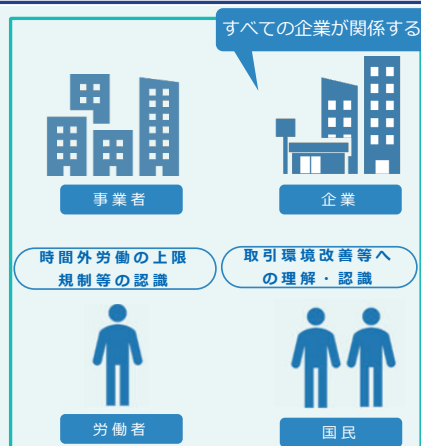 すべての企業が関係する
事業者
企業
時間外労働の上限
規制等の認識
取引環境改善等へ
の理解・認識
労働者
国民